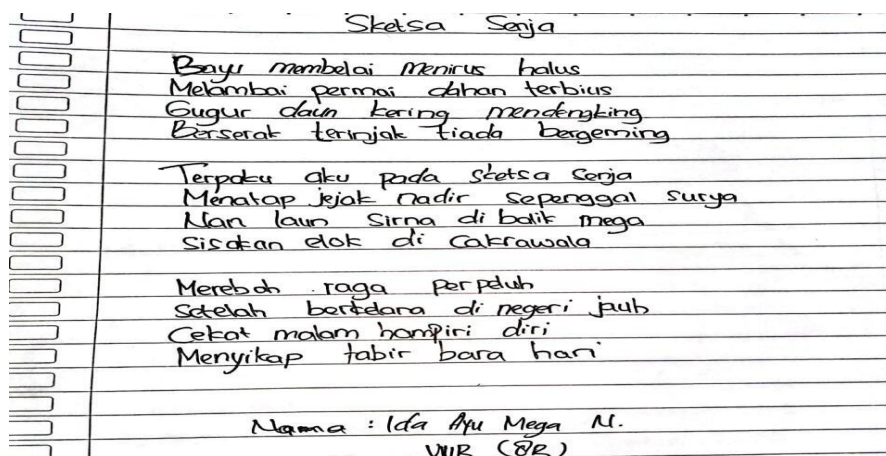 Sketsa Senja
Bayu membelai menirus halus
Melambai permai dahan terbius
Gugur daun kering mendengking
Berserak terinjak tiada bergeming
Terpaku aku pada sketsa senja
Menatap jejak nadir sepenggal surya
Nan laun sirna di balik mega
Sisakan elok di cakrawala
Merebah raga berpeluh
Setelah berkelana di negeri jauh
Cekat malam hampiri diri
Menyikap tabir bara hari
Nama : Ida Ayu Mega N.